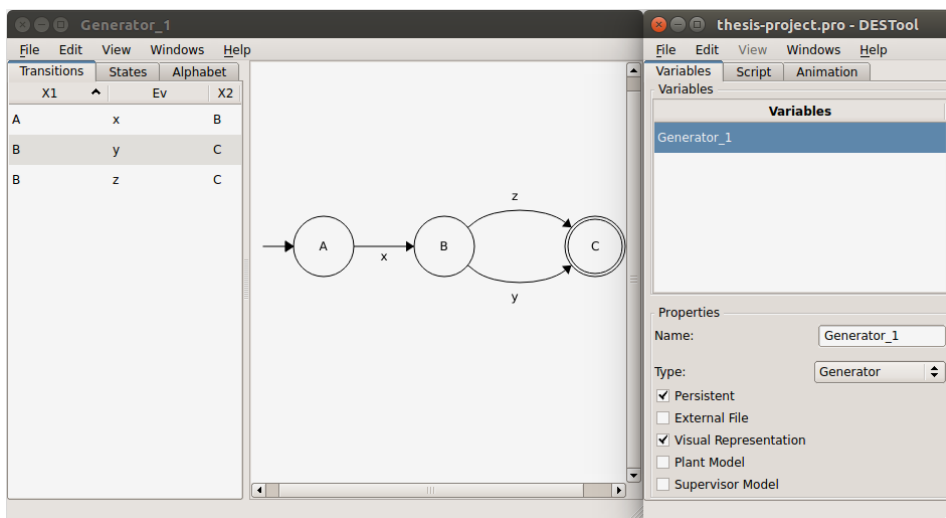 Generator_1
File Edit View Windows Help
Transitions States Alphabet
X1 Ev X2
A x B
B y C
B z C
z
A B C
x
y
thesis-project.pro - DESTool
File Edit View Windows Help
Variables Script Animation
Variables
Variables
Generator_1
Properties
Name: Generator_1
Type: Generator
Persistent
External File
Visual Representation
Plant Model
Supervisor Model